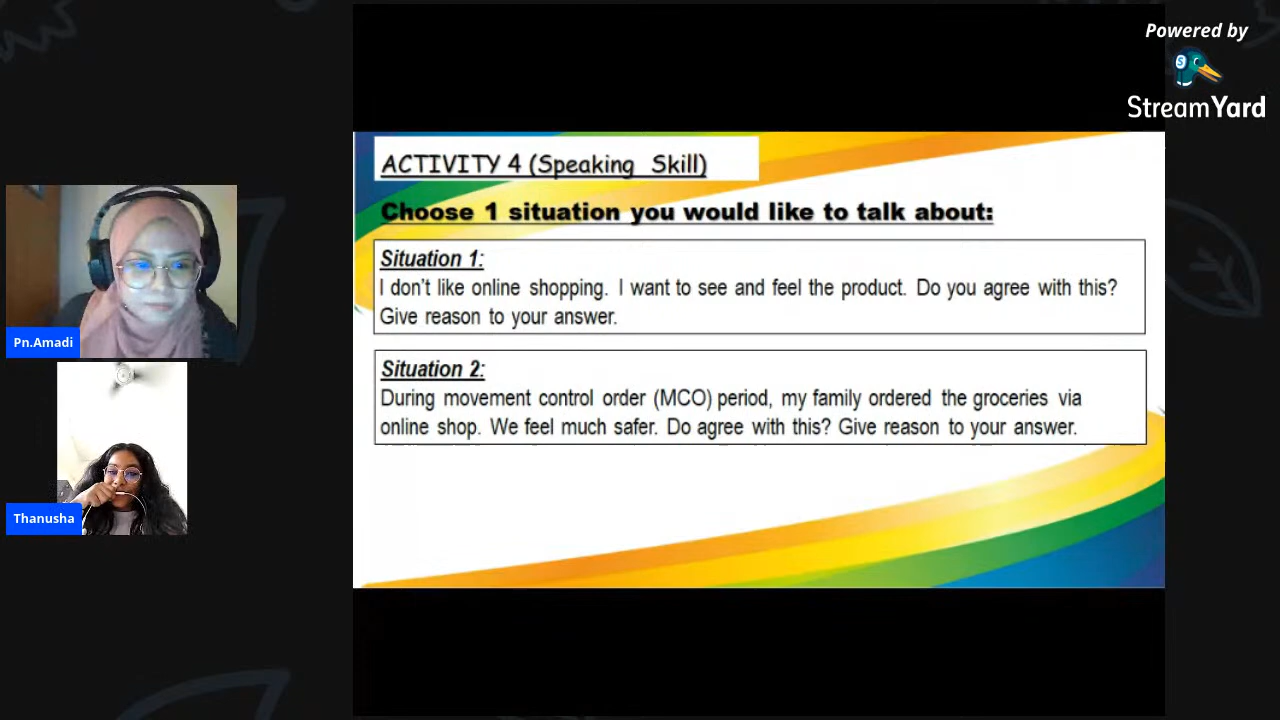 Powered by
StreamYard
ACTIVITY 4 (Speaking Skill)
Choose 1 situation you would like to talk about:
Situation 1:
I don't like online shopping. I want to see and feel the product. Do you agree with this?
Give reason to your answer.
Situation 2:
During movement control order (MCO) period, my family ordered the groceries via
online shop. We feel much safer. Do agree with this? Give reason to your answer.
Pn.Amadi
Thanusha